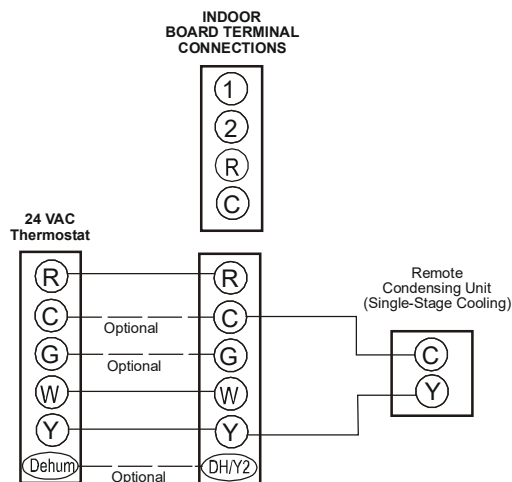 INDOOR
BOARD TERMINAL
CONNECTIONS
1
2
R
C
24 VAC
Thermostat
R
C
G
W
Y
Dehum
Optional
Optional
Optional
R
C
G
W
Y
DH/Y2
Remote
Condensing Unit
(Single-Stage Cooling)
C
Y